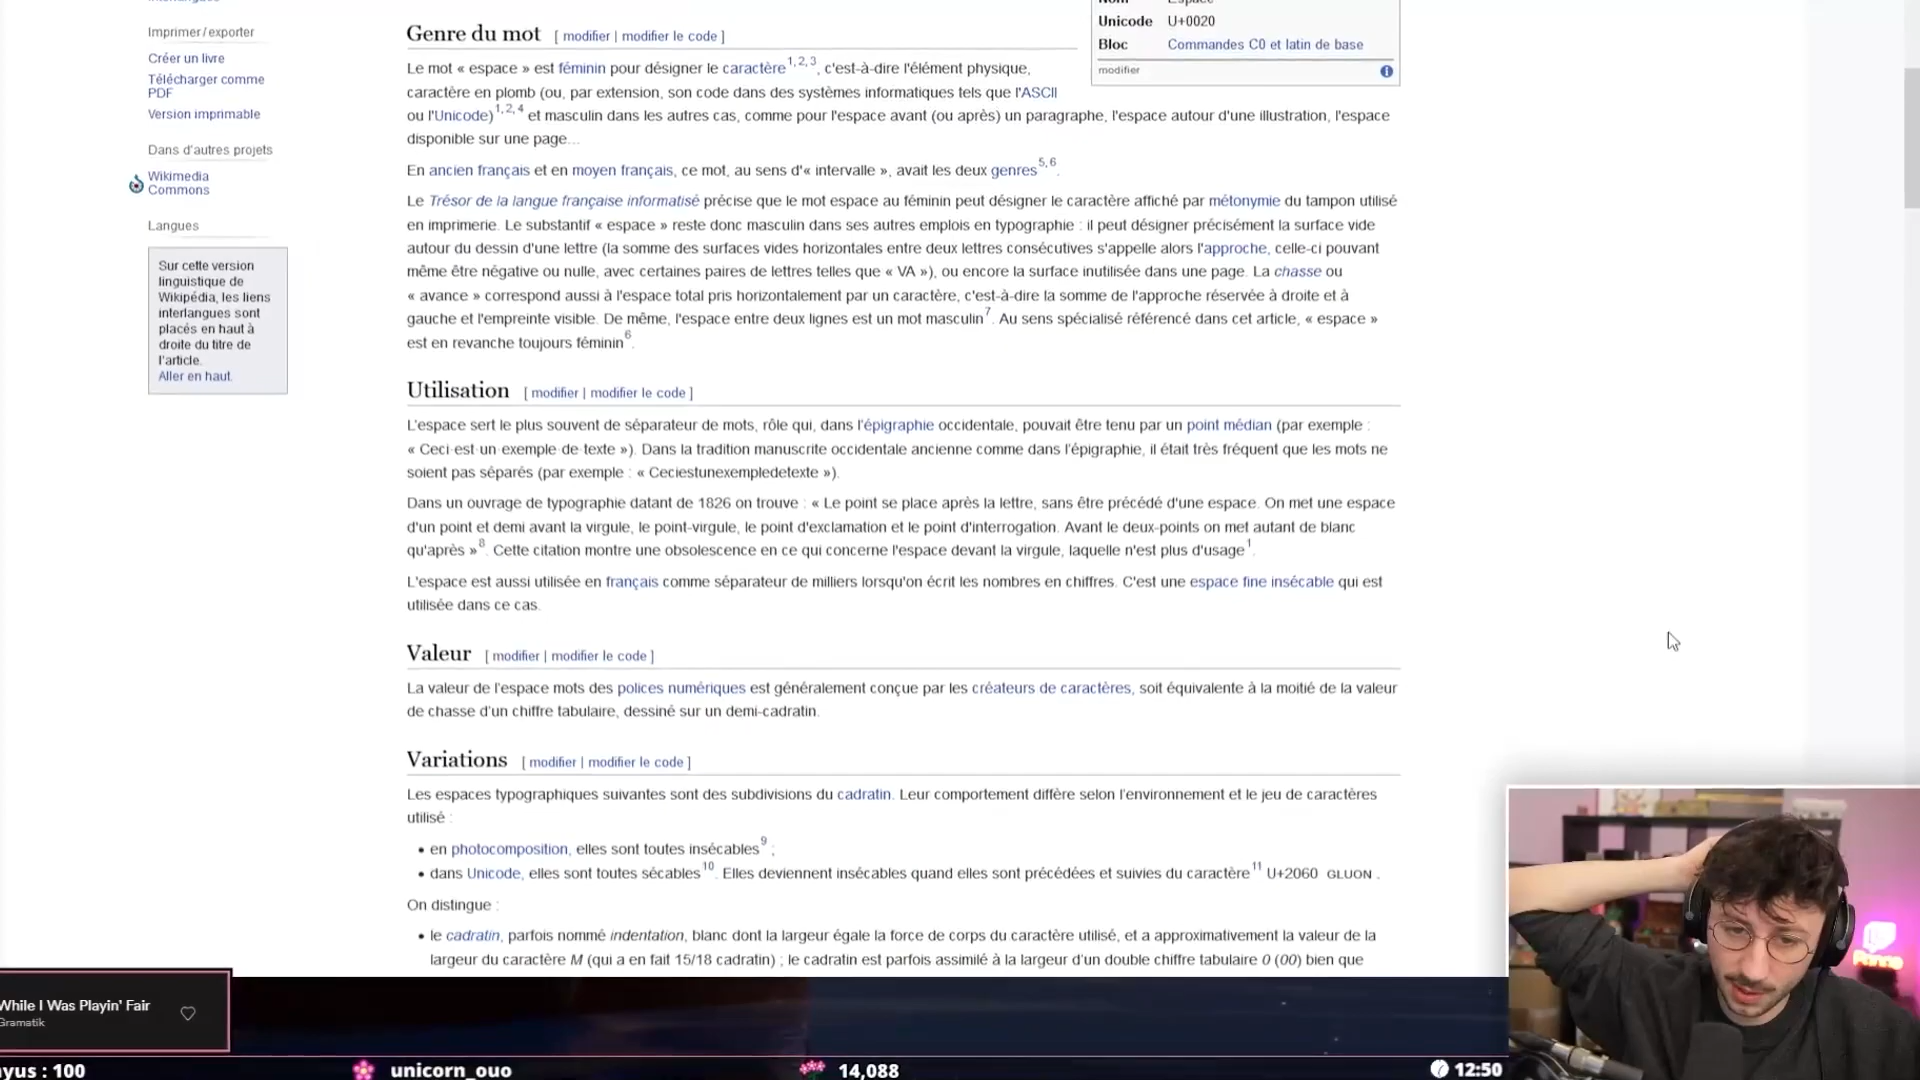 Imprimer / exporter
Créer un livre
Télécharger comme
PDF
Version imprimable
Dans d'autres projets
Wikimedia
Commons
Langues
Sur cette version
linguistique de
Wikipédia, les liens
interlangues sont
placés en haut à
droite du titre de
l'article.
Aller en haut.
Unicode U+0020
Bloc Commandes C0 et latin de base
modifier
Genre du mot [ modifier | modifier le code ]
Le mot « espace » est féminin pour désigner le caractère1, 2, 3, c'est-à-dire l'élément physique,
caractère en plomb (ou, par extension, son code dans des systèmes informatiques tels que l'ASCII
ou l'Unicode)1, 2, 4 et masculin dans les autres cas, comme pour l'espace avant (ou après) un paragraphe, l'espace autour d'une illustration, l'espace
disponible sur une page…
En ancien français et en moyen français, ce mot, au sens d'« intervalle », avait les deux genres5, 6.
Le Trésor de la langue française informatisé précise que le mot espace au féminin peut désigner le caractère affiché par métonymie du tampon utilisé
en imprimerie. Le substantif « espace » reste donc masculin dans ses autres emplois en typographie : il peut désigner précisément la surface vide
autour du dessin d'une lettre (la somme des surfaces vides horizontales entre deux lettres consécutives s'appelle alors l'approche, celle-ci pouvant
même être négative ou nulle, avec certaines paires de lettres telles que « VA »), ou encore la surface inutilisée dans une page. La chasse ou
« avance » correspond aussi à l'espace total pris horizontalement par un caractère, c'est-à-dire la somme de l'approche réservée à droite et à
gauche et l'empreinte visible. De même, l'espace entre deux lignes est un mot masculin7. Au sens spécialisé référencé dans cet article, « espace »
est en revanche toujours féminin6.
Utilisation [ modifier | modifier le code ]
L'espace sert le plus souvent de séparateur de mots, rôle qui, dans l'épigraphie occidentale, pouvait être tenu par un point médian (par exemple :
« Ceci·est·un·exemple·de·texte »). Dans la tradition manuscrite occidentale ancienne comme dans l'épigraphie, il était très fréquent que les mots ne
soient pas séparés (par exemple : « Ceciestunexempledetexte »).
Dans un ouvrage de typographie datant de 1826 on trouve : « Le point se place après la lettre, sans être précédé d'une espace. On met une espace
d'un point et demi avant la virgule, le point-virgule, le point d'exclamation et le point d'interrogation. Avant le deux-points on met autant de blanc
qu'après »8. Cette citation montre une obsolescence en ce qui concerne l'espace devant la virgule, laquelle n'est plus d'usage1.
L'espace est aussi utilisée en français comme séparateur de milliers lorsqu'on écrit les nombres en chiffres. C'est une espace fine insécable qui est
utilisée dans ce cas.
Valeur [ modifier | modifier le code ]
La valeur de l'espace mots des polices numériques est généralement conçue par les créateurs de caractères, soit équivalente à la moitié de la valeur
de chasse d'un chiffre tabulaire, dessiné sur un demi-cadratin.
Variations [ modifier | modifier le code ]
Les espaces typographiques suivantes sont des subdivisions du cadratin. Leur comportement diffère selon l'environnement et le jeu de caractères
utilisé :
• en photocomposition, elles sont toutes insécables9 ;
• dans Unicode, elles sont toutes sécables10. Elles deviennent insécables quand elles sont précédées et suivies du caractère11 U+2060 GLUON .
On distingue :
• le cadratin, parfois nommé indentation, blanc dont la largeur égale la force de corps du caractère utilisé, et a approximativement la valeur de la
largeur du caractère M (qui a en fait 15/18 cadratin) ; le cadratin est parfois assimilé à la largeur d'un double chiffre tabulaire 0 (00) bien que
While I Was Playin' Fair
Gramatik
yus : 100
unicorn_ouo
14,088
12:50